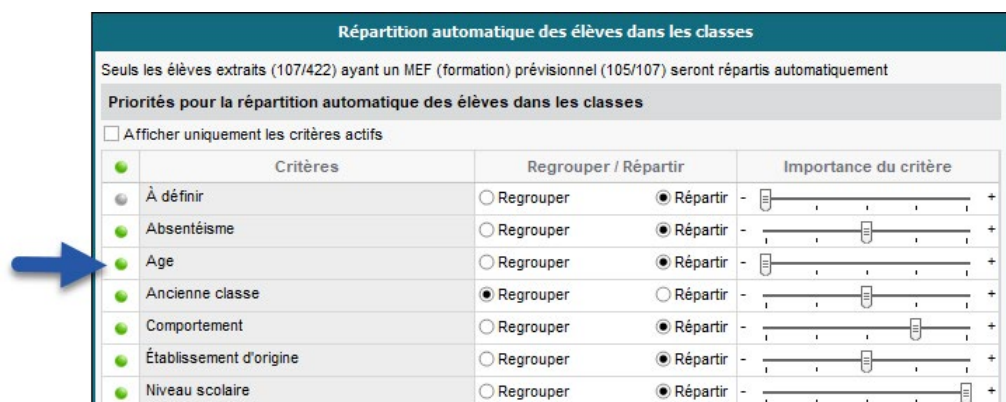 Répartition automatique des élèves dans les classes
Seuls les élèves extraits (107/422) ayant un MEF (formation) prévisionnel (105/107) seront répartis automatiquement
Priorités pour la répartition automatique des élèves dans les classes
Afficher uniquement les critères actifs
Critères Regrouper / Répartir Importance du critère
À définir Regrouper Répartir - +
Absentéisme Regrouper Répartir - +
Age Regrouper Répartir - +
Ancienne classe Regrouper Répartir - +
Comportement Regrouper Répartir - +
Établissement d'origine Regrouper Répartir - +
Niveau scolaire Regrouper Répartir - +